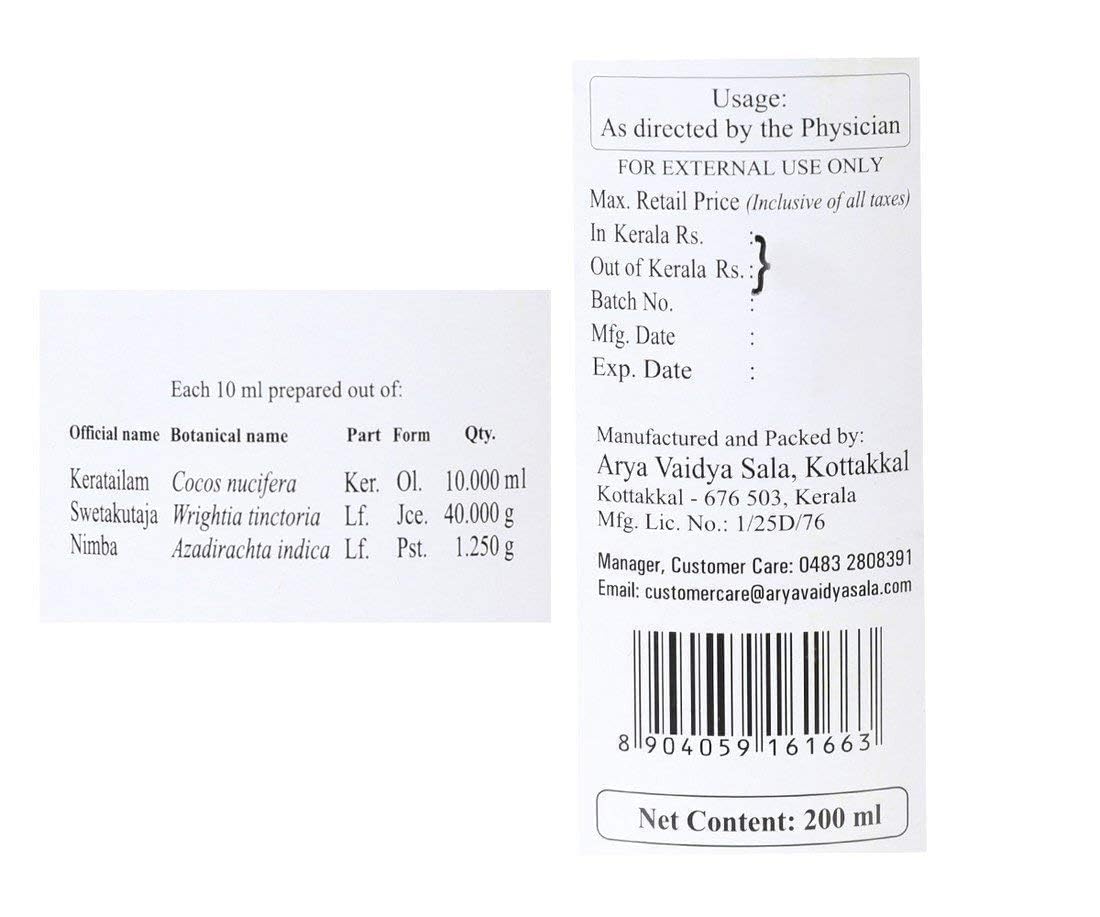 Each 10 ml prepared out of:
Official name Botanical name Part Form Qty.
Keratailam Cocos nucifera Ker. Ol. 10.000 ml
Swetakutaja Wrightia tinctoria Lf. Jce. 40.000 g
Nimba Azadirachta indica Lf. Pst. 1.250 g
Usage:
As directed by the Physician
FOR EXTERNAL USE ONLY
Max. Retail Price (Inclusive of all taxes)
In Kerala Rs. :
Out of Kerala Rs. : }
Batch No. :
Mfg. Date :
Exp. Date :
Manufactured and Packed by:
Arya Vaidya Sala, Kottakkal
Kottakkal - 676 503, Kerala
Mfg. Lic. No.: 1/25D/76
Manager, Customer Care: 0483 2808391
Email: customercare@aryavaidyasala.com
8 904059 161663
Net Content: 200 ml